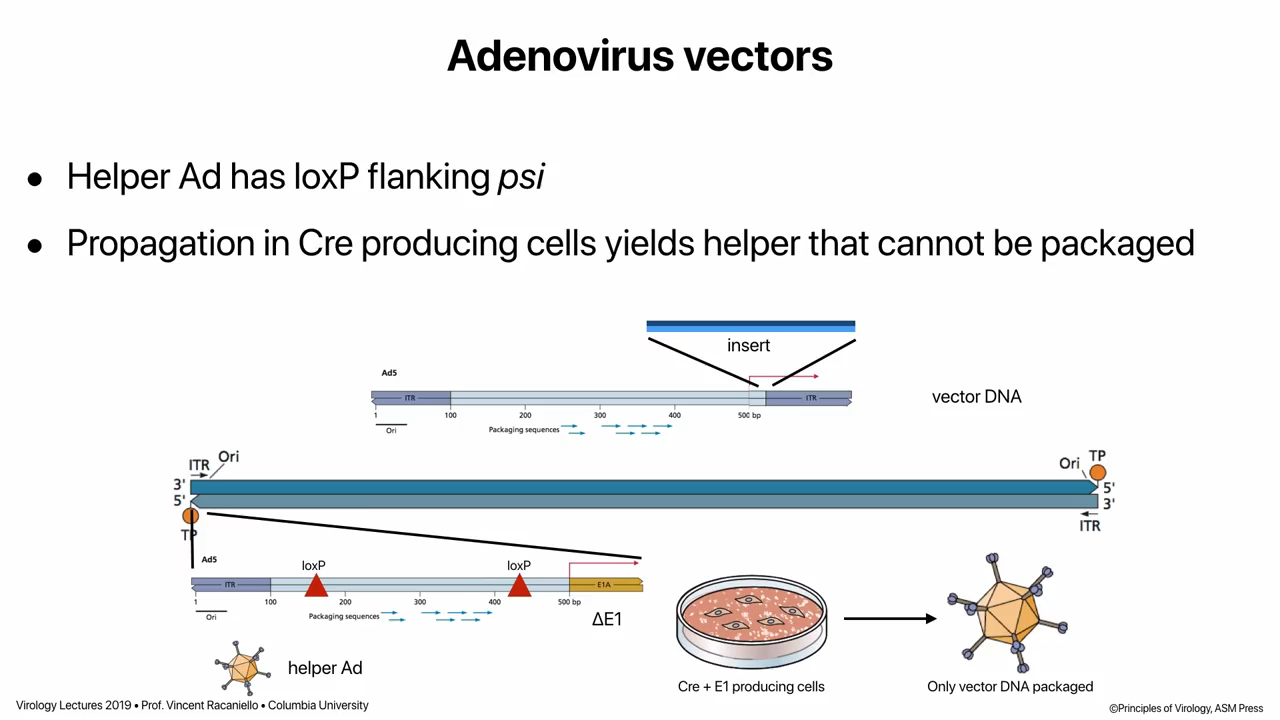 Adenovirus vectors
• Helper Ad has loxP flanking psi
• Propagation in Cre producing cells yields helper that cannot be packaged
insert
Ad5
ITR
ITR
vector DNA
1 100 200 300 400 500 bp
Ori
Packaging sequences
ITR
Ori
Ori
TP
3'
5'
5'
3'
TP
ITR
Ad5
loxP
loxP
ITR
E1A
1 100 200 300 400 500 bp
Ori
Packaging sequences
ΔE1
helper Ad
Cre + E1 producing cells
Only vector DNA packaged
Virology Lectures 2019 • Prof. Vincent Racaniello • Columbia University
©Principles of Virology, ASM Press